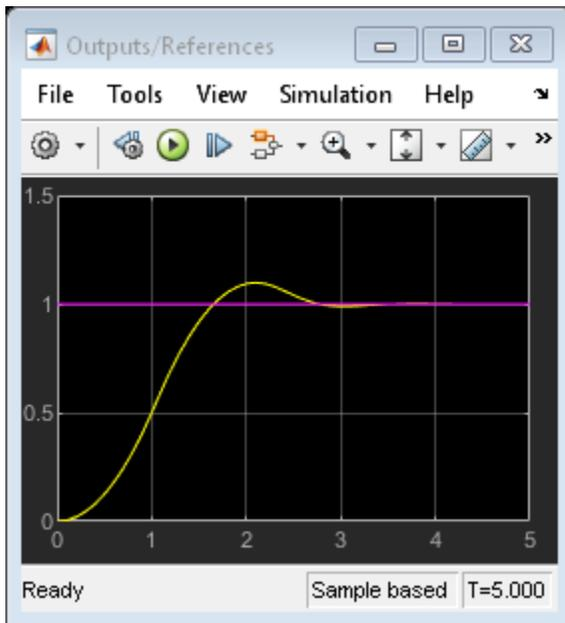 Outputs/References
File Tools View Simulation Help
1.5
1
0.5
0
0 1 2 3 4 5
Ready Sample based T=5.000